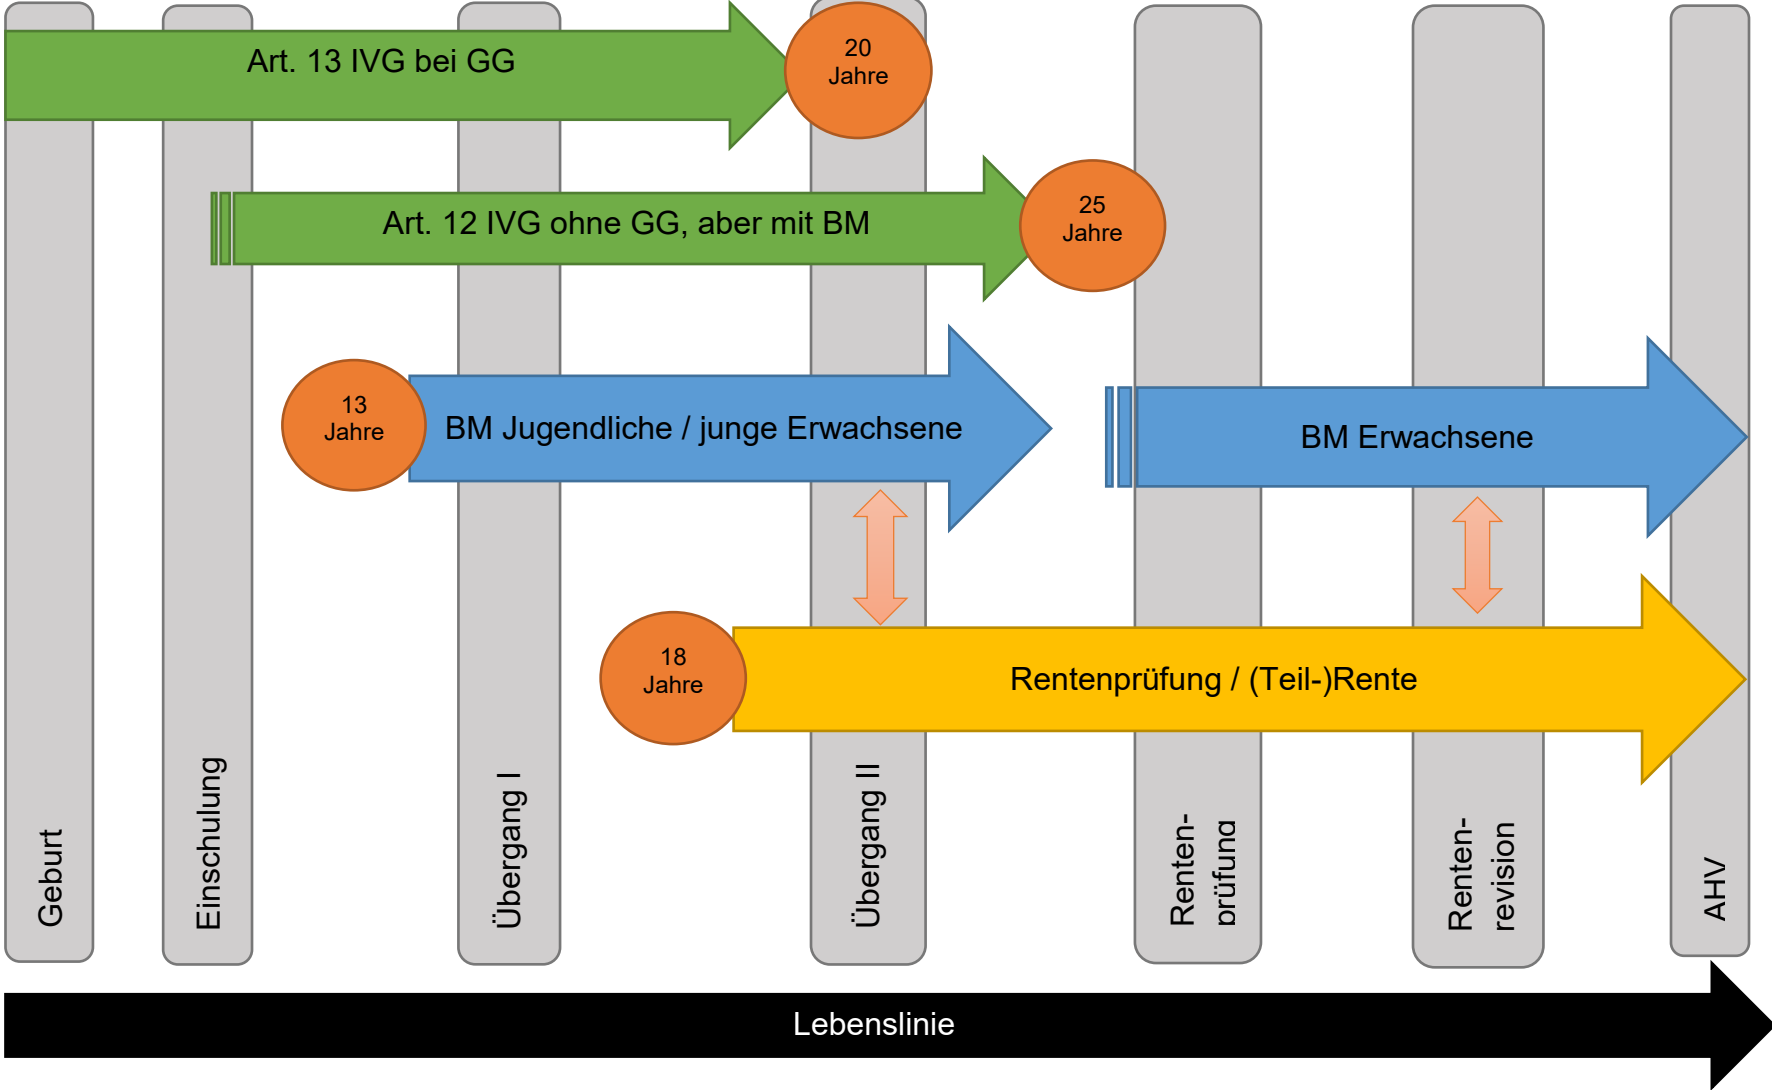 Art. 13 IVG bei GG
20
Jahre
Art. 12 IVG ohne GG, aber mit BM
25
Jahre
13
Jahre
BM Jugendliche / junge Erwachsene
BM Erwachsene
18
Jahre
Rentenprüfung / (Teil-)Rente
Geburt
Einschulung
Übergang I
Übergang II
Renten-
prüfung
Renten-
revision
AHV
Lebenslinie